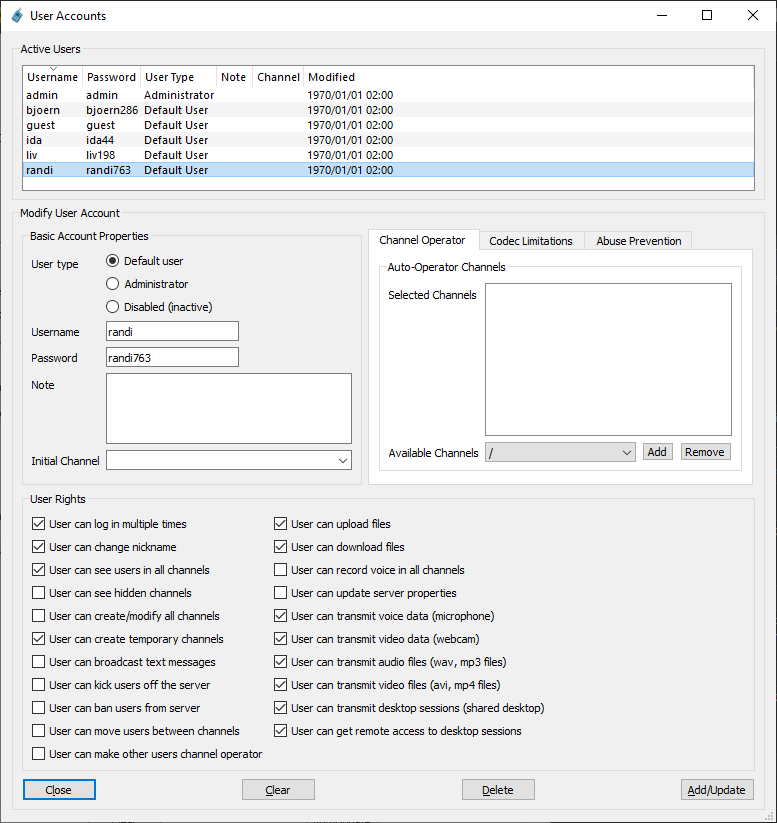 User Accounts
Active Users
Username Password User Type Note Channel Modified
admin admin Administrator 1970/01/01 02:00
bjoern bjoern286 Default User 1970/01/01 02:00
guest guest Default User 1970/01/01 02:00
ida ida44 Default User 1970/01/01 02:00
liv liv198 Default User 1970/01/01 02:00
randi randi763 Default User 1970/01/01 02:00
Modify User Account
Basic Account Properties
User type Default user
Administrator
Disabled (inactive)
Username randi
Password randi763
Note
Initial Channel
Channel Operator Codec Limitations Abuse Prevention
Auto-Operator Channels
Selected Channels
Available Channels / Add Remove
User Rights
User can log in multiple times User can upload files
User can change nickname User can download files
User can see users in all channels User can record voice in all channels
User can see hidden channels User can update server properties
User can create/modify all channels User can transmit voice data (microphone)
User can create temporary channels User can transmit video data (webcam)
User can broadcast text messages User can transmit audio files (wav, mp3 files)
User can kick users off the server User can transmit video files (avi, mp4 files)
User can ban users from server User can transmit desktop sessions (shared desktop)
User can move users between channels User can get remote access to desktop sessions
User can make other users channel operator
Close Clear Delete Add/Update